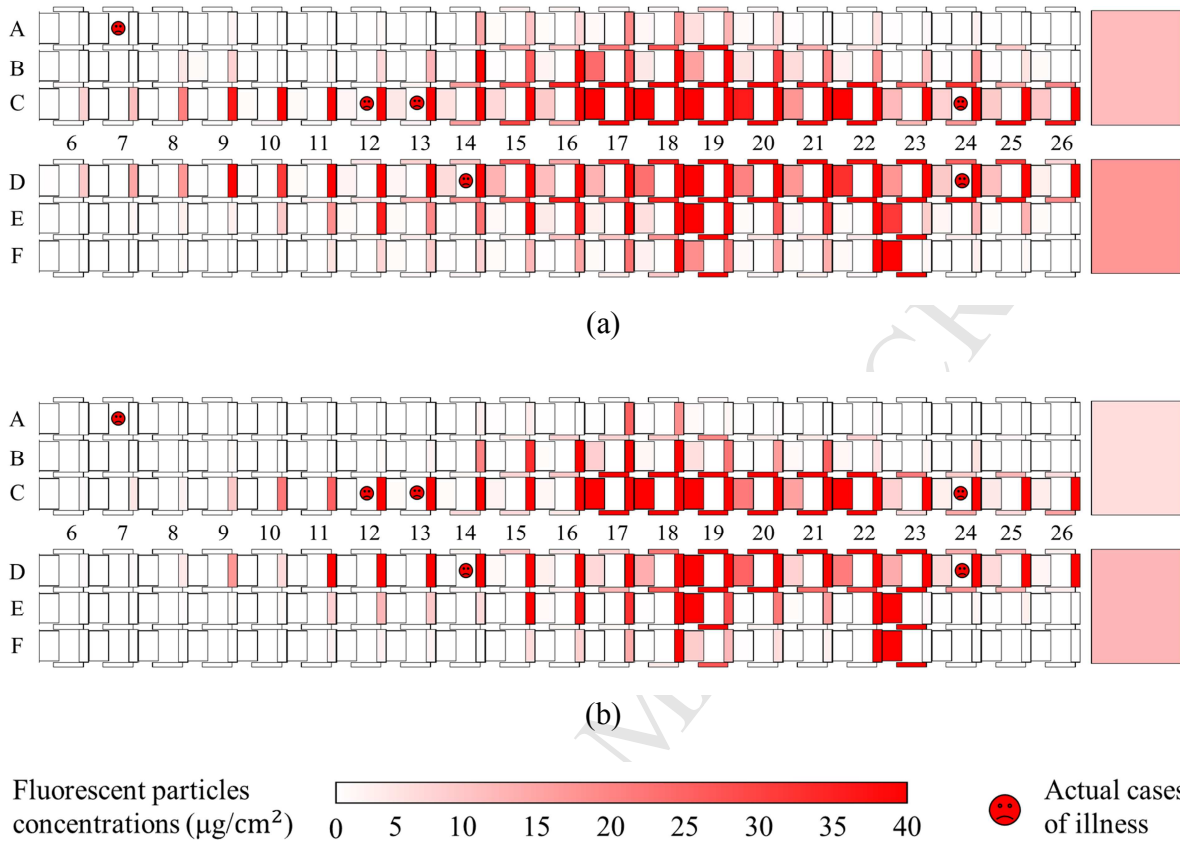 A
B
C
6 7 8 9 10 11 12 13 14 15 16 17 18 19 20 21 22 23 24 25 26
D
E
F
(a)
A
B
C
6 7 8 9 10 11 12 13 14 15 16 17 18 19 20 21 22 23 24 25 26
D
E
F
(b)
Fluorescent particles
concentrations (μg/cm²)
0 5 10 15 20 25 30 35 40
Actual cases
of illness